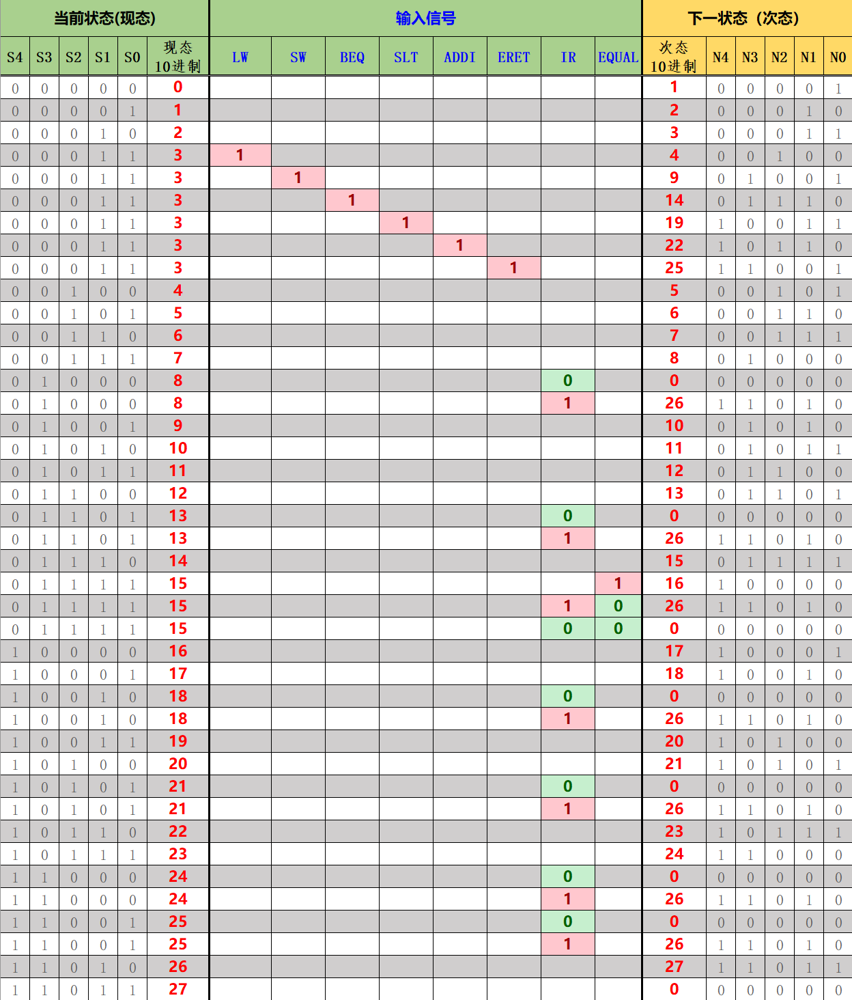 当前状态(现态) 输入信号 下一状态（次态）
S4 S3 S2 S1 S0 现态 10进制 LW SW BEQ SLT ADDI ERET IR EQUAL 次态 10进制 N4 N3 N2 N1 N0
0 0 0 0 0 0 1 0 0 0 0 1
0 0 0 0 1 1 2 0 0 0 1 0
0 0 0 1 0 2 3 0 0 0 1 1
0 0 0 1 1 3 1 4 0 0 1 0 0
0 0 0 1 1 3 1 9 0 1 0 0 1
0 0 0 1 1 3 1 14 0 1 1 1 0
0 0 0 1 1 3 1 19 1 0 0 1 1
0 0 0 1 1 3 1 22 1 0 1 1 0
0 0 0 1 1 3 1 25 1 1 0 0 1
0 0 1 0 0 4 5 0 0 1 0 1
0 0 1 0 1 5 6 0 0 1 1 0
0 0 1 1 0 6 7 0 0 1 1 1
0 0 1 1 1 7 8 0 1 0 0 0
0 1 0 0 0 8 0 0 0 0 0 0 0
0 1 0 0 0 8 1 26 1 1 0 1 0
0 1 0 0 1 9 10 0 1 0 1 0
0 1 0 1 0 10 11 0 1 0 1 1
0 1 0 1 1 11 12 0 1 1 0 0
0 1 1 0 0 12 13 0 1 1 0 1
0 1 1 0 1 13 0 0 0 0 0 0 0
0 1 1 0 1 13 1 26 1 1 0 1 0
0 1 1 1 0 14 15 0 1 1 1 1
0 1 1 1 1 15 1 16 1 0 0 0 0
0 1 1 1 1 15 1 0 26 1 1 0 1 0
0 1 1 1 1 15 0 0 0 0 0 0 0 0
1 0 0 0 0 16 17 1 0 0 0 1
1 0 0 0 1 17 18 1 0 0 1 0
1 0 0 1 0 18 0 0 0 0 0 0 0
1 0 0 1 0 18 1 26 1 1 0 1 0
1 0 0 1 1 19 20 1 0 1 0 0
1 0 1 0 0 20 21 1 0 1 0 1
1 0 1 0 1 21 0 0 0 0 0 0 0
1 0 1 0 1 21 1 26 1 1 0 1 0
1 0 1 1 0 22 23 1 0 1 1 1
1 0 1 1 1 23 24 1 1 0 0 0
1 1 0 0 0 24 0 0 0 0 0 0 0
1 1 0 0 0 24 1 26 1 1 0 1 0
1 1 0 0 1 25 0 0 0 0 0 0 0
1 1 0 0 1 25 1 26 1 1 0 1 0
1 1 0 1 0 26 27 1 1 0 1 1
1 1 0 1 1 27 0 0 0 0 0 0